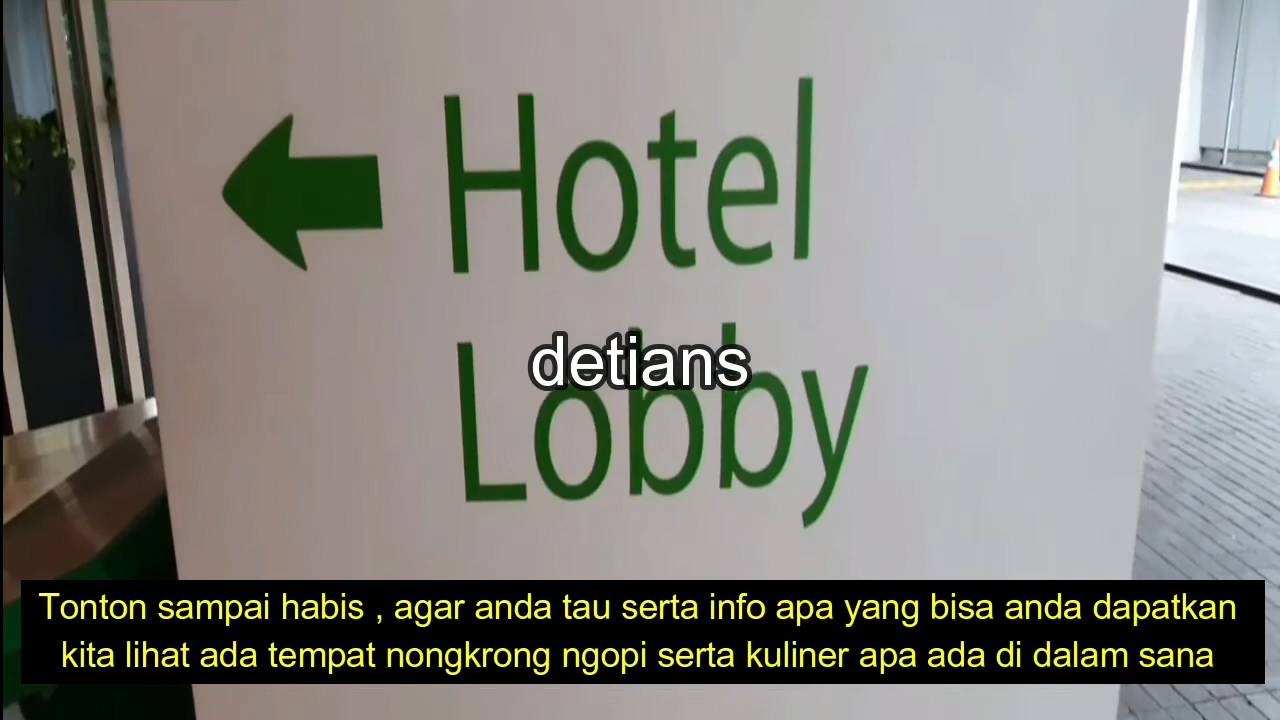 Hotel
Lobby
detians
Tonton sampai habis , agar anda tau serta info apa yang bisa anda dapatkan
kita lihat ada tempat nongkrong ngopi serta kuliner apa ada di dalam sana